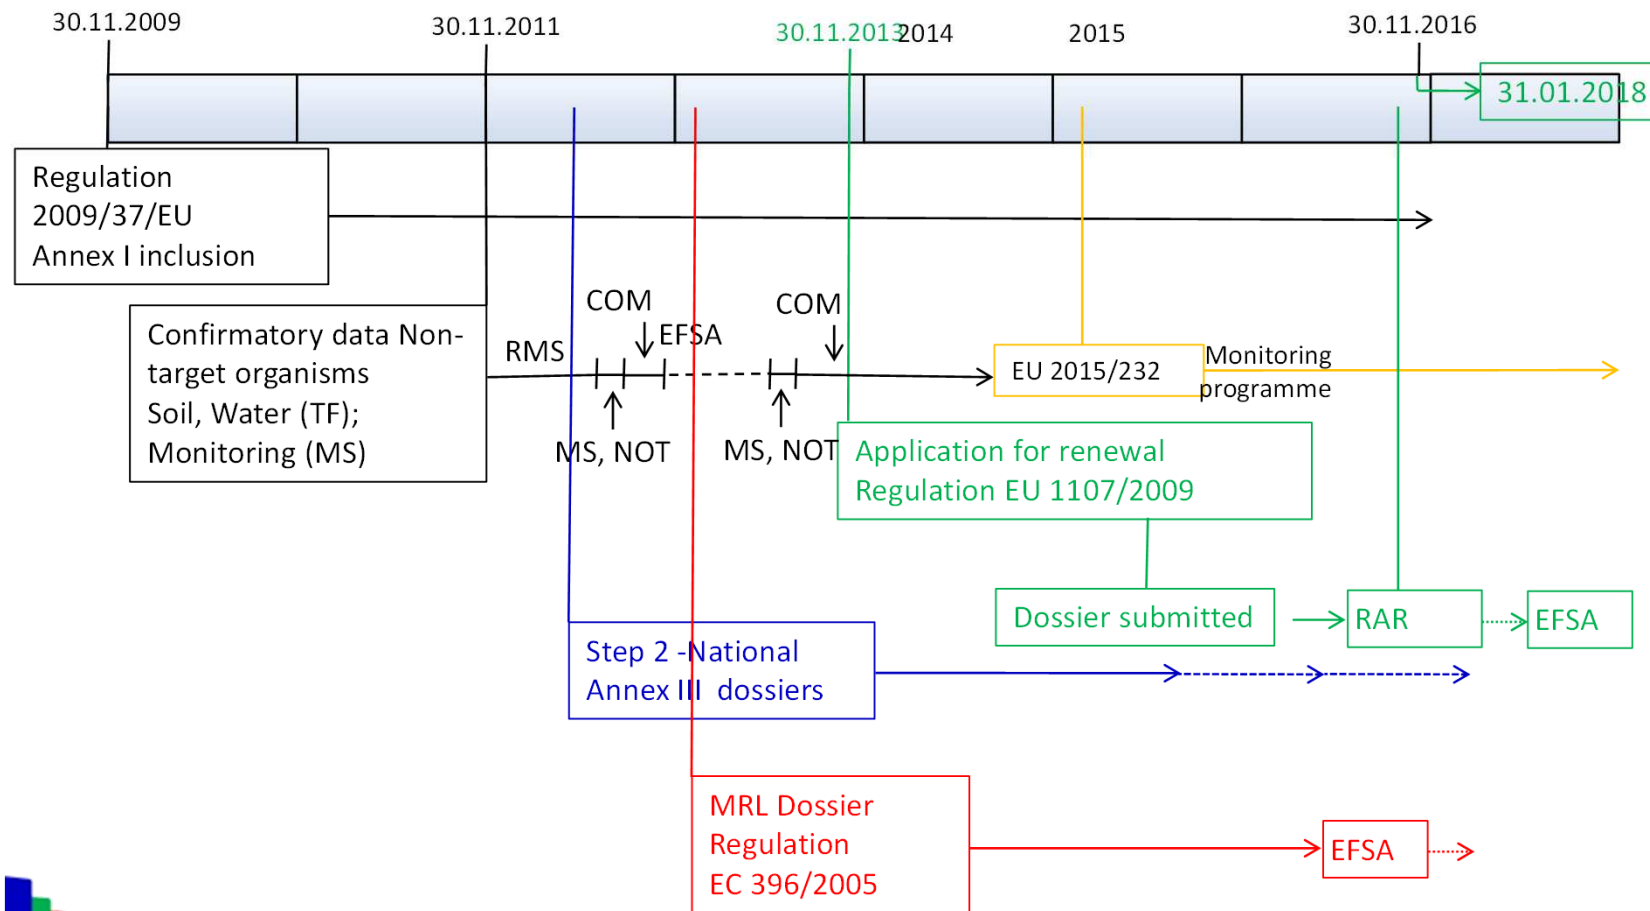 30.11.2009
30.11.2011
30.11.2013
2014
2015
30.11.2016
31.01.2018
Regulation
2009/37/EU
Annex I inclusion
Confirmatory data Non-
target organisms
Soil, Water (TF);
Monitoring (MS)
RMS
COM
EFSA
MS, NOT
COM
MS, NOT
EU 2015/232
Monitoring
programme
Application for renewal
Regulation EU 1107/2009
Dossier submitted
RAR
EFSA
Step 2 -National
Annex III dossiers
MRL Dossier
Regulation
EC 396/2005
EFSA